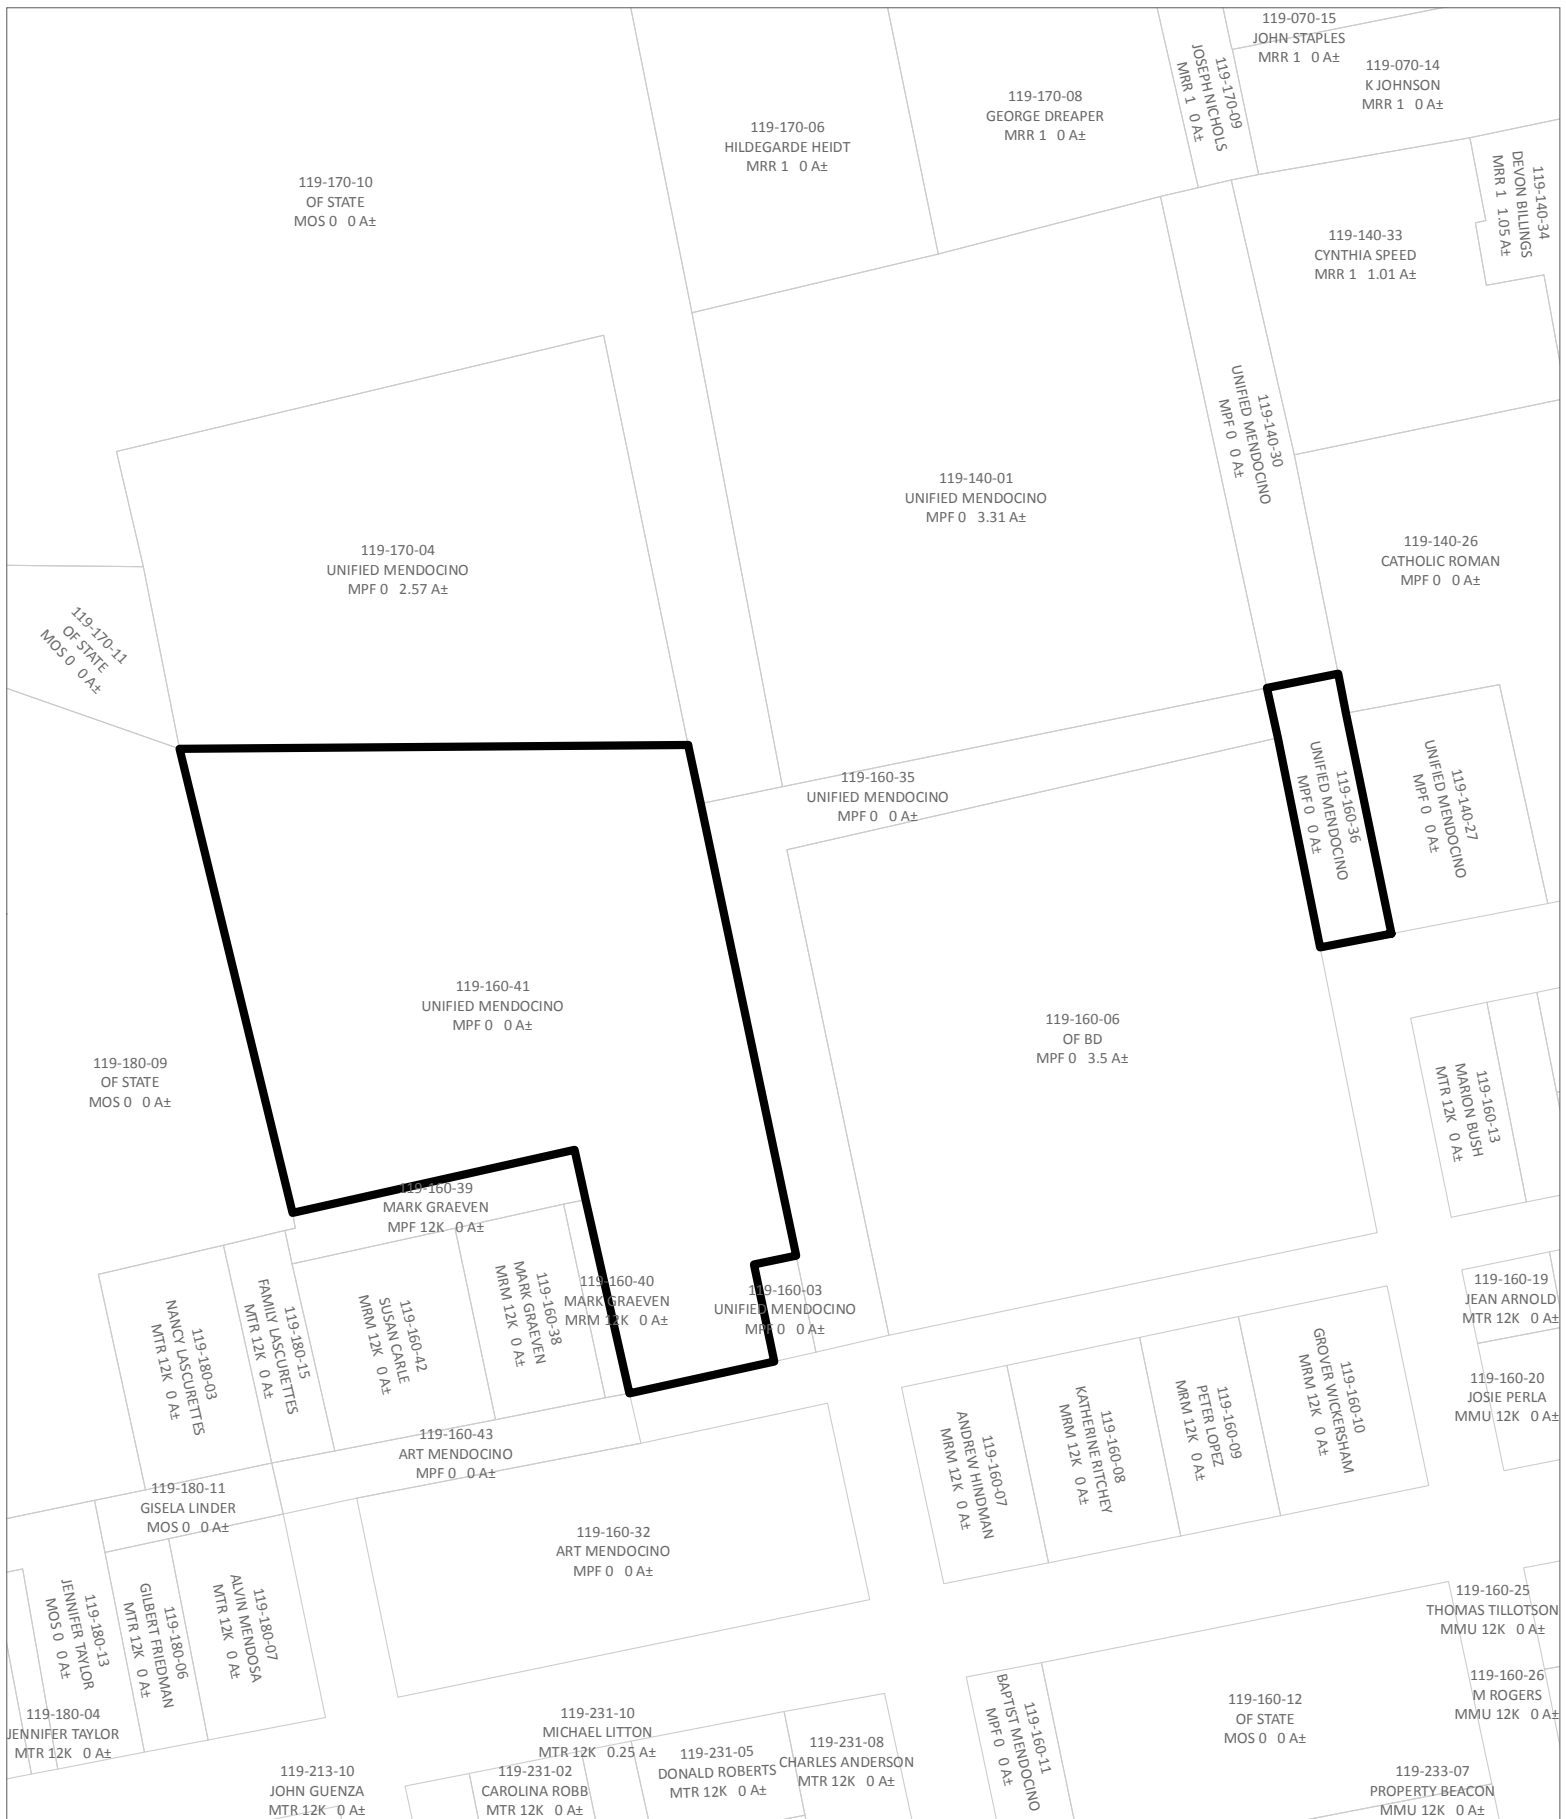 119-070-15
JOHN STAPLES
MRR 1 0 A±
119-070-14
K JOHNSON
MRR 1 0 A±
119-170-09
JOSEPH NICHOLS
MRR 1 0 A±
119-170-08
GEORGE DREAPER
MRR 1 0 A±
119-170-06
HILDEGARDE HEIDT
MRR 1 0 A±
119-170-10
OF STATE
MOS 0 0 A±
119-140-34
DEVON BILLINGS
MRR 1 1.05 A±
119-140-33
CYNTHIA SPEED
MRR 1 1.01 A±
119-140-30
UNIFIED MENDOCINO
MPF 0 0 A±
119-140-01
UNIFIED MENDOCINO
MPF 0 3.31 A±
119-140-26
CATHOLIC ROMAN
MPF 0 0 A±
119-170-04
UNIFIED MENDOCINO
MPF 0 2.57 A±
119-170-11
OF STATE
MOS 0 0 A±
119-160-35
UNIFIED MENDOCINO
MPF 0 0 A±
119-160-36
UNIFIED MENDOCINO
MPF 0 0 A±
119-140-27
UNIFIED MENDOCINO
MPF 0 0 A±
119-160-41
UNIFIED MENDOCINO
MPF 0 0 A±
119-160-06
OF BD
MPF 0 3.5 A±
119-180-09
OF STATE
MOS 0 0 A±
119-160-13
MARION BUSH
MTR 12K 0 A±
119-160-39
MARK GRAEVEN
MPF 12K 0 A±
119-160-40
MARK GRAEVEN
MRM 12K 0 A±
119-160-03
UNIFIED MENDOCINO
MPF 0 0 A±
119-160-19
JEAN ARNOLD
MTR 12K 0 A±
119-180-03
NANCY LASCURETTES
MTR 12K 0 A±
119-180-15
FAMILY LASCURETTES
MTR 12K 0 A±
119-160-42
SUSAN CARLE
MRM 12K 0 A±
119-160-38
MARK GRAEVEN
MRM 12K 0 A±
119-160-20
JOSIE PERLA
MMU 12K 0 A±
119-160-10
GROVER WICKERSHAM
MRM 12K 0 A±
119-160-09
PETER LOPEZ
MRM 12K 0 A±
119-160-08
KATHERINE RITCHEY
MRM 12K 0 A±
119-160-07
ANDREW HINDMAN
MRM 12K 0 A±
119-160-43
ART MENDOCINO
MPF 0 0 A±
119-180-11
GISELA LINDER
MOS 0 0 A±
119-160-32
ART MENDOCINO
MPF 0 0 A±
119-180-13
JENNIFER TAYLOR
MOS 0 0 A±
119-180-06
GILBERT FRIEDMAN
MTR 12K 0 A±
119-180-07
ALVIN MENDOSA
MTR 12K 0 A±
119-160-25
THOMAS TILLOTSON
MMU 12K 0 A±
119-160-26
M ROGERS
MMU 12K 0 A±
119-160-12
OF STATE
MOS 0 0 A±
119-160-11
BAPTIST MENDOCINO
MPF 0 0 A±
119-180-04
JENNIFER TAYLOR
MTR 12K 0 A±
119-231-10
MICHAEL LITTON
MTR 12K 0.25 A±
119-231-05
DONALD ROBERTS
MTR 12K 0 A±
119-231-08
CHARLES ANDERSON
MTR 12K 0 A±
119-213-10
JOHN GUENZA
MTR 12K 0 A±
119-231-02
CAROLINA ROBB
MTR 12K 0 A±
119-233-07
PROPERTY BEACON
MMU 12K 0 A±